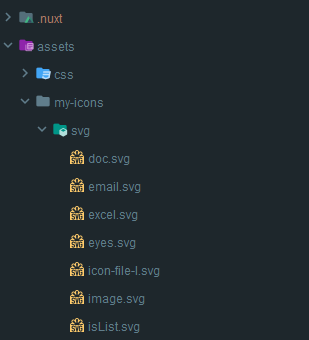 .nuxt
assets
css
my-icons
svg
doc.svg
email.svg
excel.svg
eyes.svg
icon-file-l.svg
image.svg
isList.svg